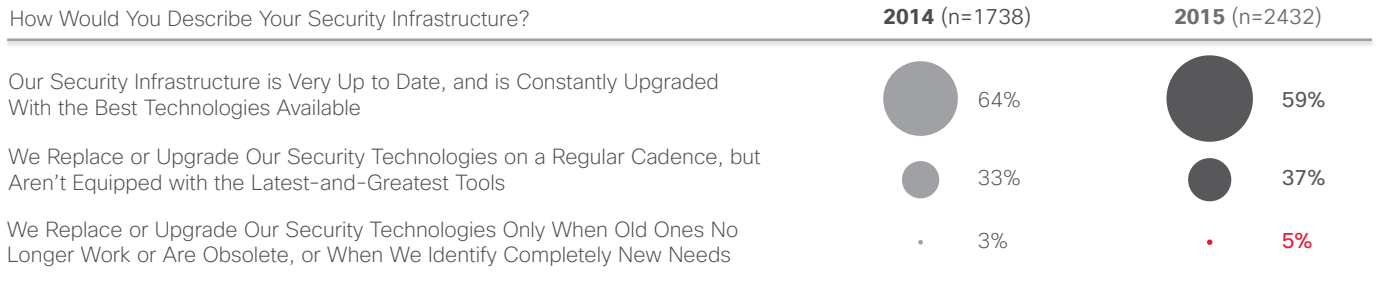 How Would You Describe Your Security Infrastructure? 2014 (n=1738) 2015 (n=2432)
Our Security Infrastructure is Very Up to Date, and is Constantly Upgraded
With the Best Technologies Available
64% 59%
We Replace or Upgrade Our Security Technologies on a Regular Cadence, but
Aren't Equipped with the Latest-and-Greatest Tools
33% 37%
We Replace or Upgrade Our Security Technologies Only When Old Ones No
Longer Work or Are Obsolete, or When We Identify Completely New Needs
3% 5%